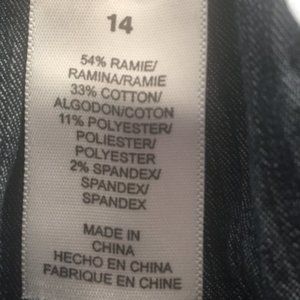 14
54% RAMIE/
RAMINA/RAMIE
33% COTTON/
ALGODON/COTON
11% POLYESTER/
POLIESTER/
POLYESTER
2% SPANDEX/
SPANDEX/
SPANDEX
MADE IN
CHINA
HECHO EN CHINA
FABRIQUE EN CHINE